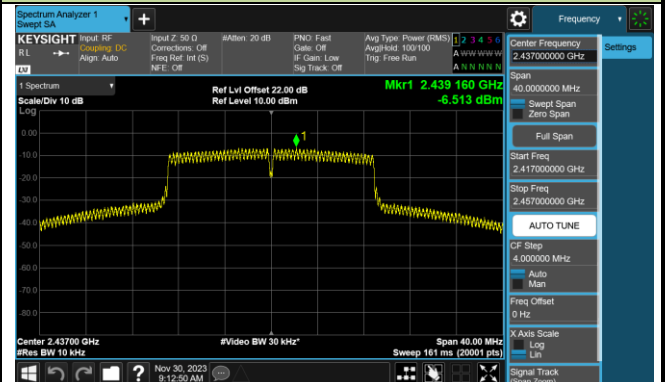 Spectrum Analyzer 1
Swept SA
+
Frequency
KEYSIGHT
RL
LXI
Input: RF
Coupling: DC
Align: Auto
Input Z: 50 Ω
Corrections: Off
Freq Ref: Int (S)
NFE: Off
#Atten: 20 dB
PNO: Fast
Gate: Off
IF Gain: Low
Sig Track: Off
Avg Type: Power (RMS)
Avg|Hold: 100/100
Trig: Free Run
1 2 3 4 5 6
A W W W W W
A N N N N N
1 Spectrum
Scale/Div 10 dB
Log
Ref Lvl Offset 22.00 dB
Ref Level 10.00 dBm
Mkr1 2.439 160 GHz
-6.513 dBm
1
0.00
-10.0
-20.0
-30.0
-40.0
-50.0
-60.0
-70.0
-80.0
Center 2.43700 GHz
#Res BW 10 kHz
#Video BW 30 kHz*
Span 40.00 MHz
Sweep 161 ms (20001 pts)
Center Frequency
2.437000000 GHz
Span
40.0000000 MHz
Swept Span
Zero Span
Full Span
Start Freq
2.417000000 GHz
Stop Freq
2.457000000 GHz
AUTO TUNE
CF Step
4.000000 MHz
Auto
Man
Freq Offset
0 Hz
X Axis Scale
Log
Lin
Signal Track
(Span Zoom)
Settings
?
Nov 30, 2023
9:12:50 AM